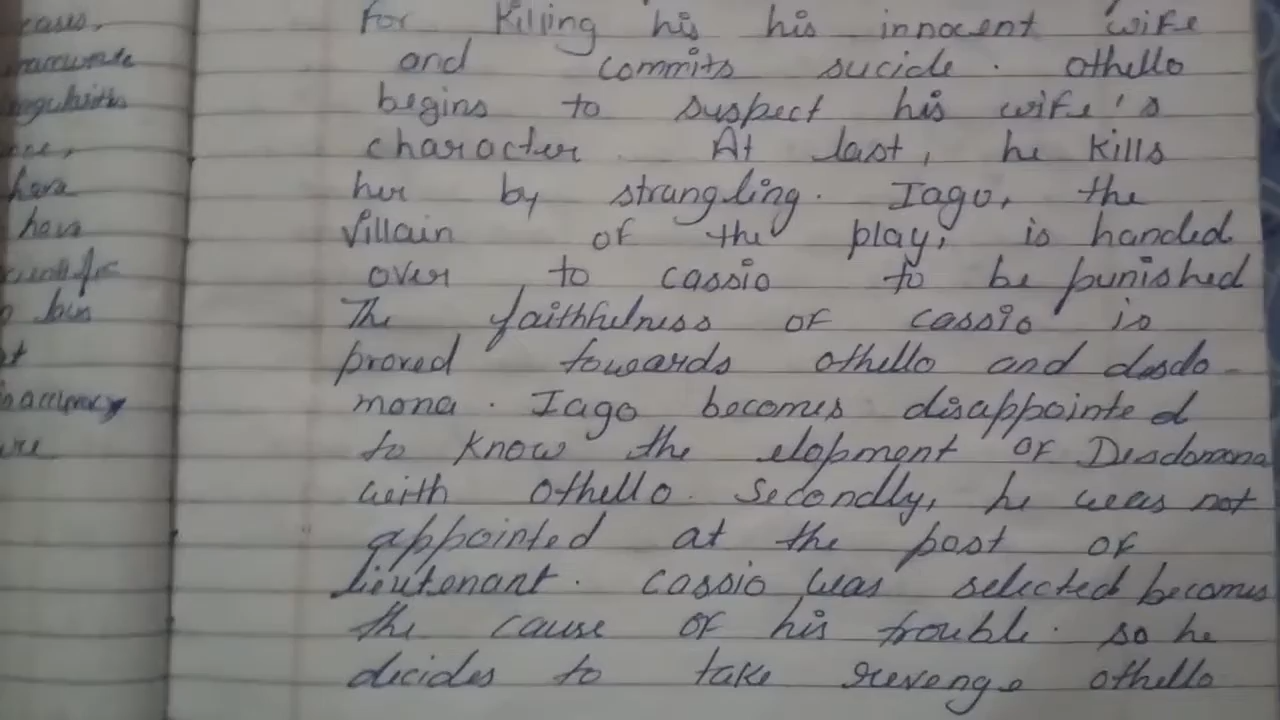 cases,
have
have
For Killing his his innocent wife
and commits sucide. Othello
begins to suspect his wife's
character. At last, he kills
her by strangling. Iago, the
villain of the play, is handed
over to cassio to be punished
The faithfulness of cassio is
proved towards Othello and desdo-
mona. Iago becomes disappointed
to know the elopment of Desdomona
with Othello. Secondly, he was not
appointed at the post of
lieutenant. Cassio was selected becomes
the cause of his trouble. So he
decides to take revenge Othello